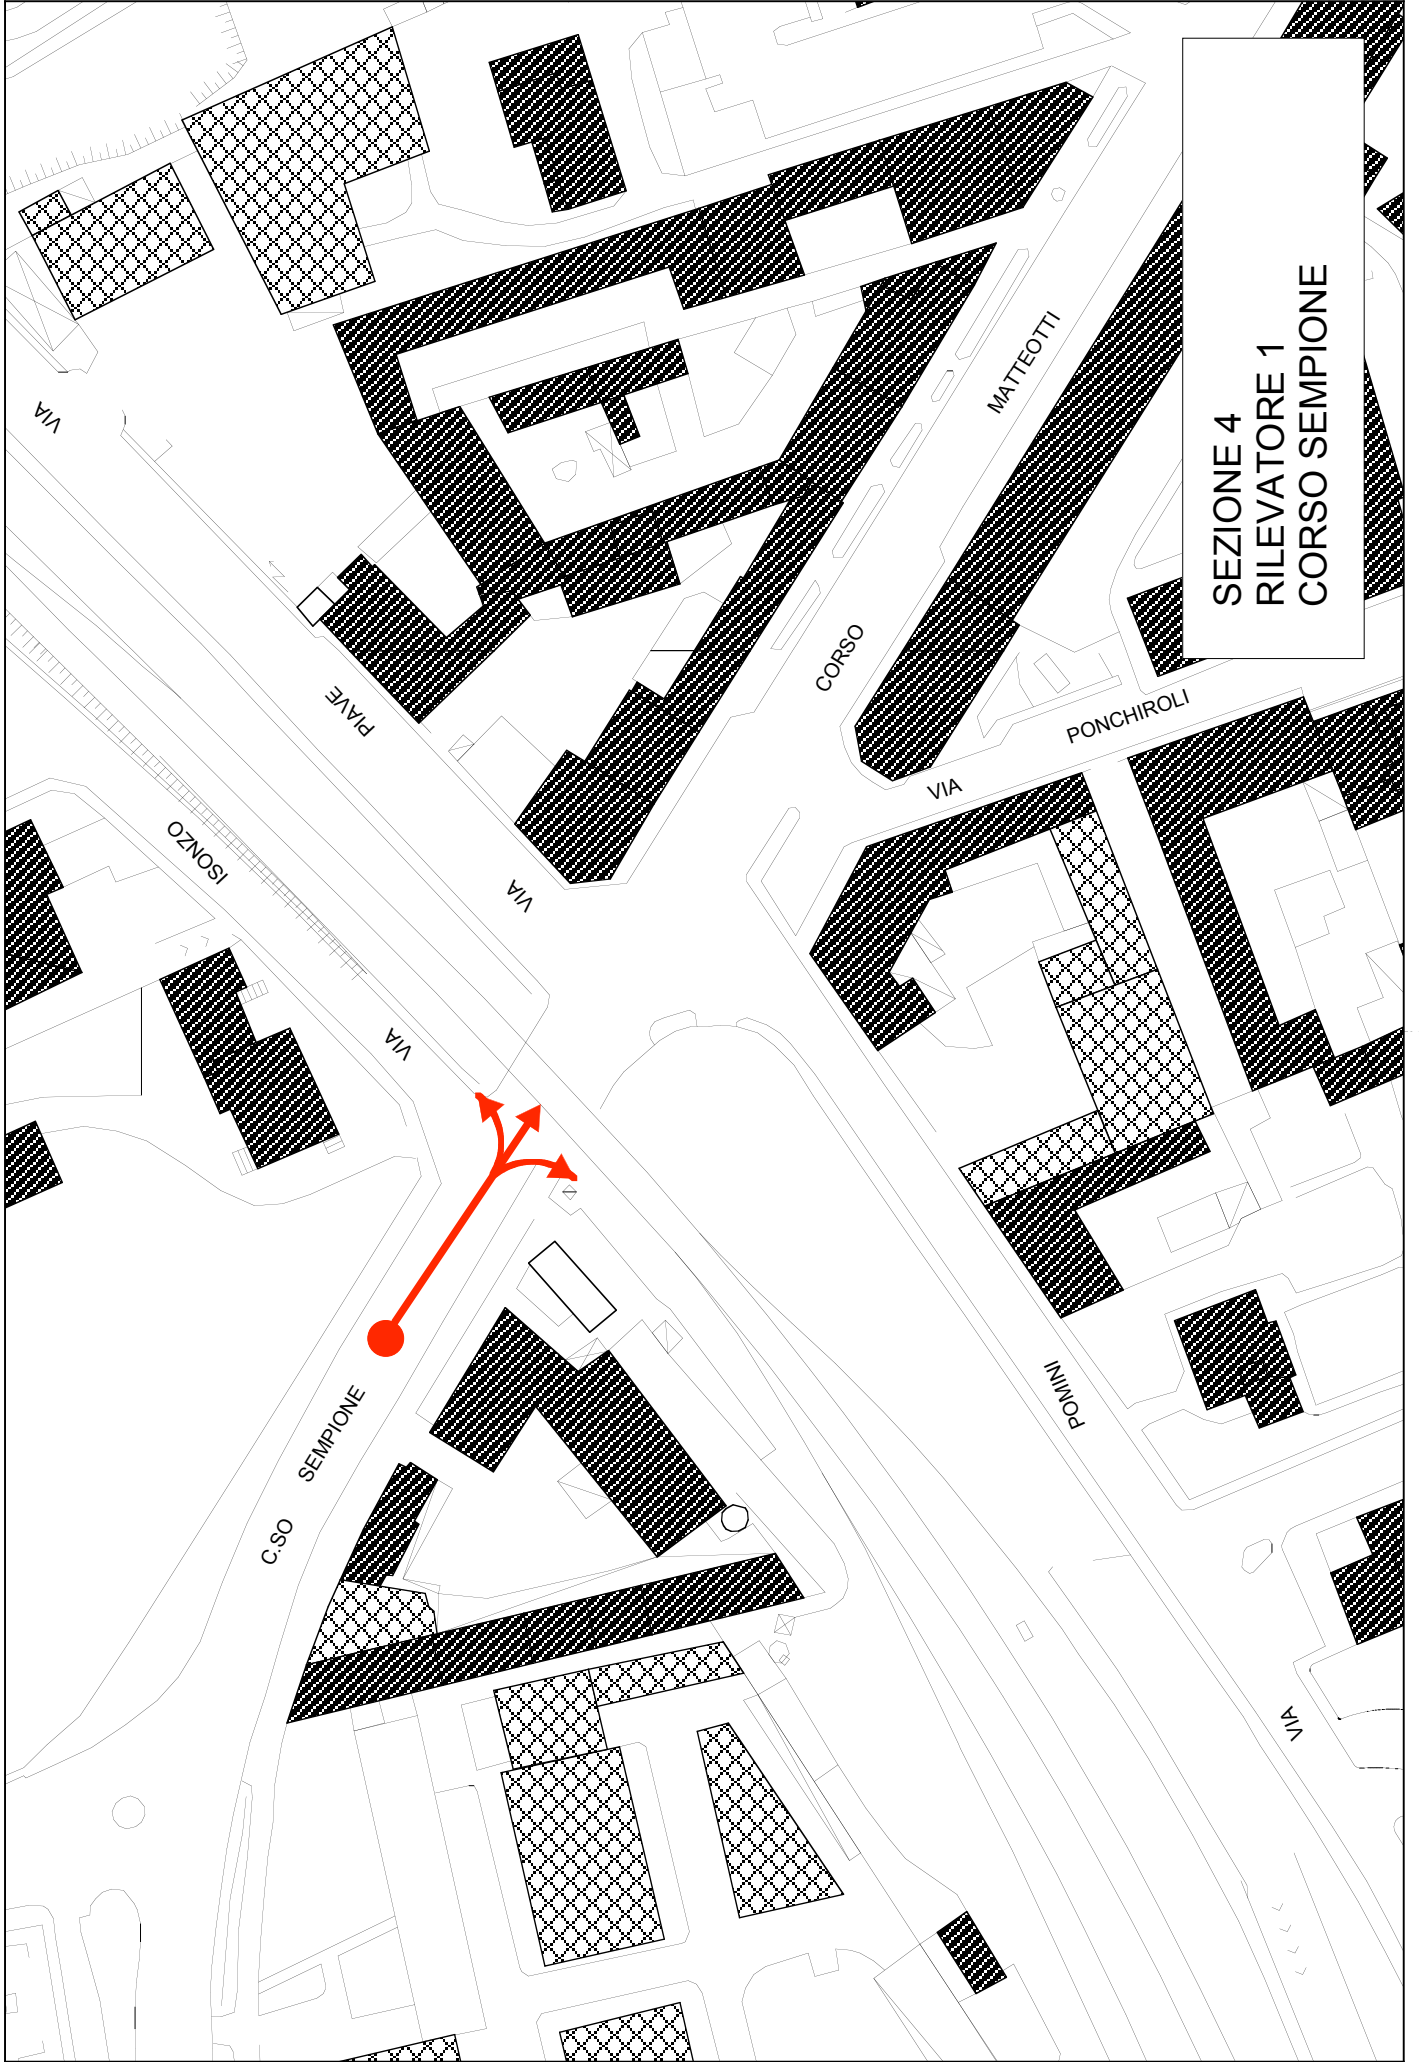 SEZIONE 4
RILEVATORE 1
CORSO SEMPIONE
VIA
PIAVE
VIA
ISONZO
VIA
CORSO
MATTEOTTI
VIA
PONCHIROLI
C.SO
SEMPIONE
POMINI
VIA